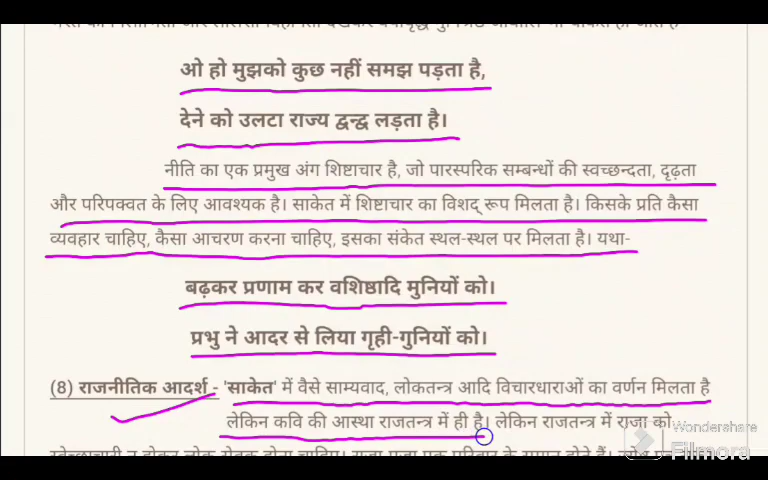 ओ हो मुझको कुछ नहीं समझ पड़ता है,
देने को उलटा राज्य द्वन्द्व लड़ता है।
नीति का एक प्रमुख अंग शिष्टाचार है, जो पारस्परिक सम्बन्धों की स्वच्छन्दता, दृढ़ता
और परिपक्वत के लिए आवश्यक है। साकेत में शिष्टाचार का विशद् रूप मिलता है। किसके प्रति कैसा
व्यवहार चाहिए, कैसा आचरण करना चाहिए, इसका संकेत स्थल-स्थल पर मिलता है। यथा-
बढ़कर प्रणाम कर वशिष्ठादि मुनियों को।
प्रभु ने आदर से लिया गृही-गुनियों को।
(8) राजनीतिक आदर्श - 'साकेत' में वैसे साम्यवाद, लोकतन्त्र आदि विचारधाराओं का वर्णन मिलता है
लेकिन कवि की आस्था राजतन्त्र में ही है। लेकिन राजतन्त्र में राजा को
Wondershare
Filmora